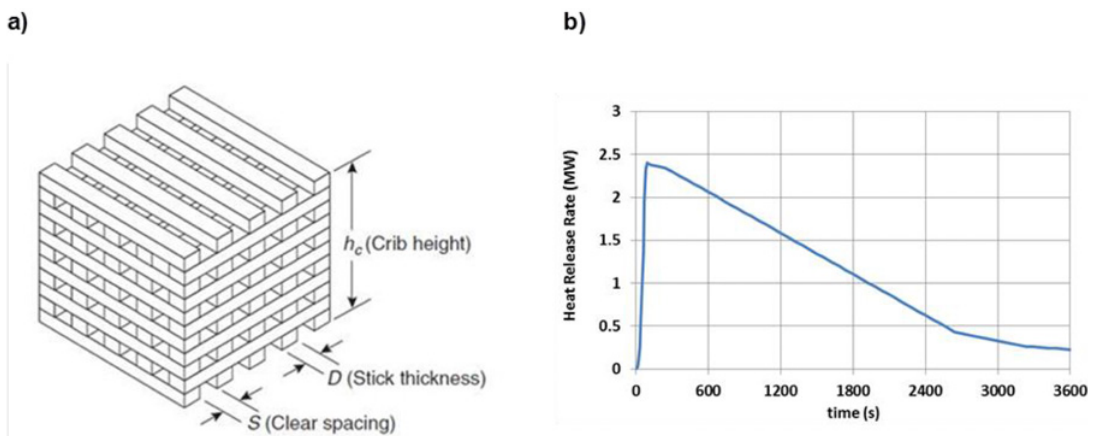 a)
h_c (Crib height)
D (Stick thickness)
S (Clear spacing)
b)
Heat Release Rate (MW)
3
2.5
2
1.5
1
0.5
0
0 600 1200 1800 2400 3000 3600
time (s)